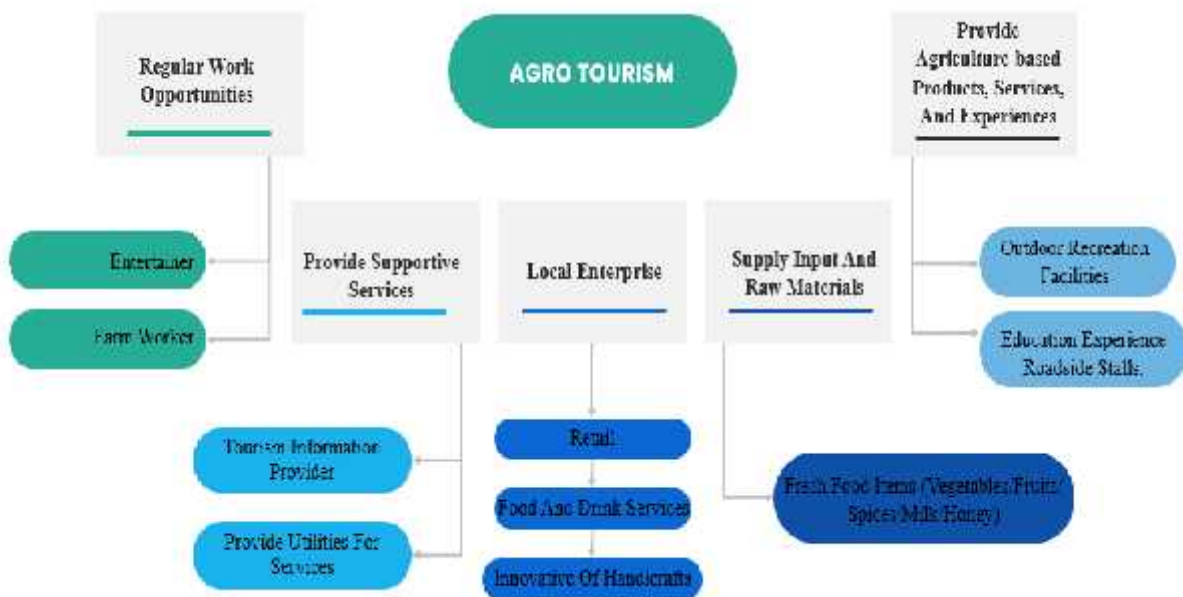 AGRO TOURISM
Regular Work
Opportunities
Entertainer
Farm Worker
Provide Supportive
Services
Tourism Information
Provider
Provide Utilities For
Services
Local Enterprise
Retail
Food And Drink Services
Innovative Of Handicrafts
Supply Input And
Raw Materials
Fresh Food Items (Vegetables/Fruits/
Spices/Milk/Honey)
Provide
Agriculture based
Products, Services,
And Experiences
Outdoor Recreation
Facilities
Education Experience
Roadside Stalls.